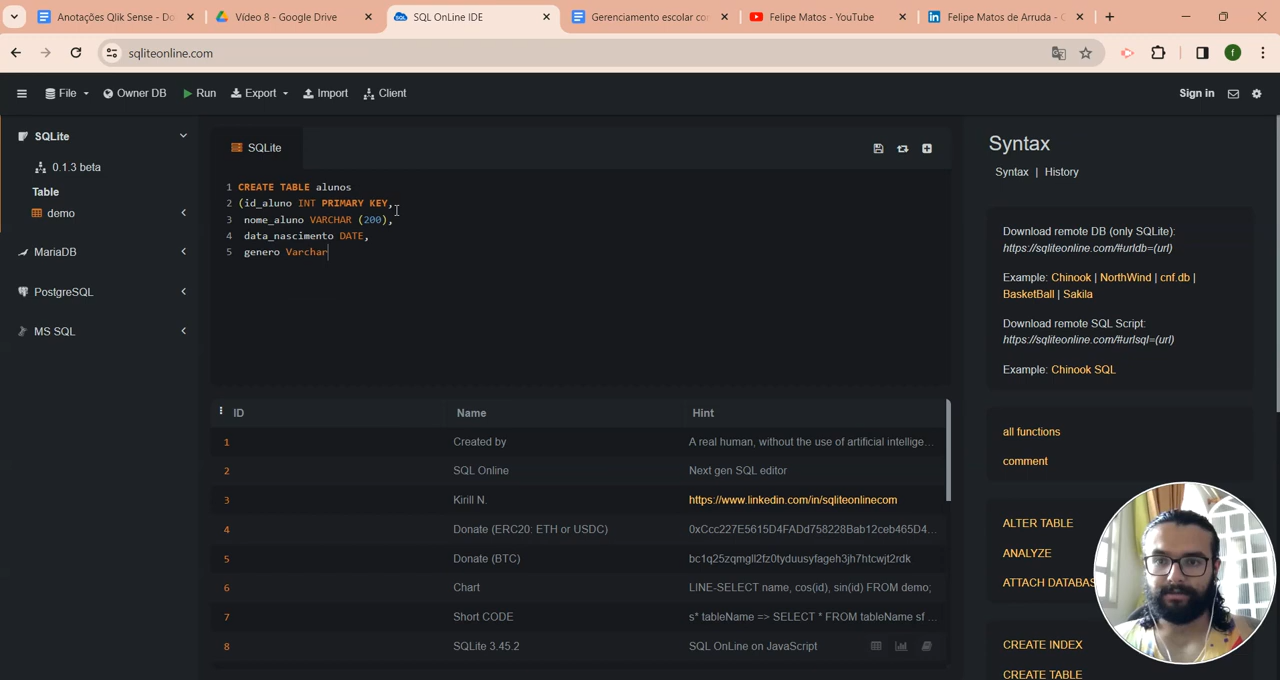 Anotações Qlik Sense - Do
Vídeo 8 - Google Drive
SQL OnLine IDE
Gerenciamento escolar co
Felipe Matos - YouTube
Felipe Matos de Arruda -
sqliteonline.com
f
File
Owner DB
Run
Export
Import
Client
Sign in
SQLite
0.1.3 beta
Table
demo
MariaDB
PostgreSQL
MS SQL
SQLite
1 CREATE TABLE alunos
2 (id_aluno INT PRIMARY KEY,
3 nome_aluno VARCHAR (200),
4 data_nascimento DATE,
5 genero Varchar
ID Name Hint
1 Created by A real human, without the use of artificial intellige...
2 SQL Online Next gen SQL editor
3 Kirill N. https://www.linkedin.com/in/sqliteonlinecom
4 Donate (ERC20: ETH or USDC) 0xCcc227E5615D4FADd758228Bab12ceb465D4...
5 Donate (BTC) bc1q25zqmgll2fz0tyduusyfageh3jh7htcwjt2rdk
6 Chart LINE-SELECT name, cos(id), sin(id) FROM demo;
7 Short CODE s* tableName => SELECT * FROM tableName sf ...
8 SQLite 3.45.2 SQL OnLine on JavaScript
Syntax
Syntax | History
Download remote DB (only SQLite):
https://sqliteonline.com/#urldb=(url)
Example: Chinook | NorthWind | cnf.db |
BasketBall | Sakila
Download remote SQL Script:
https://sqliteonline.com/#urlsql=(url)
Example: Chinook SQL
all functions
comment
ALTER TABLE
ANALYZE
ATTACH DATABAS
CREATE INDEX
CREATE TABLE